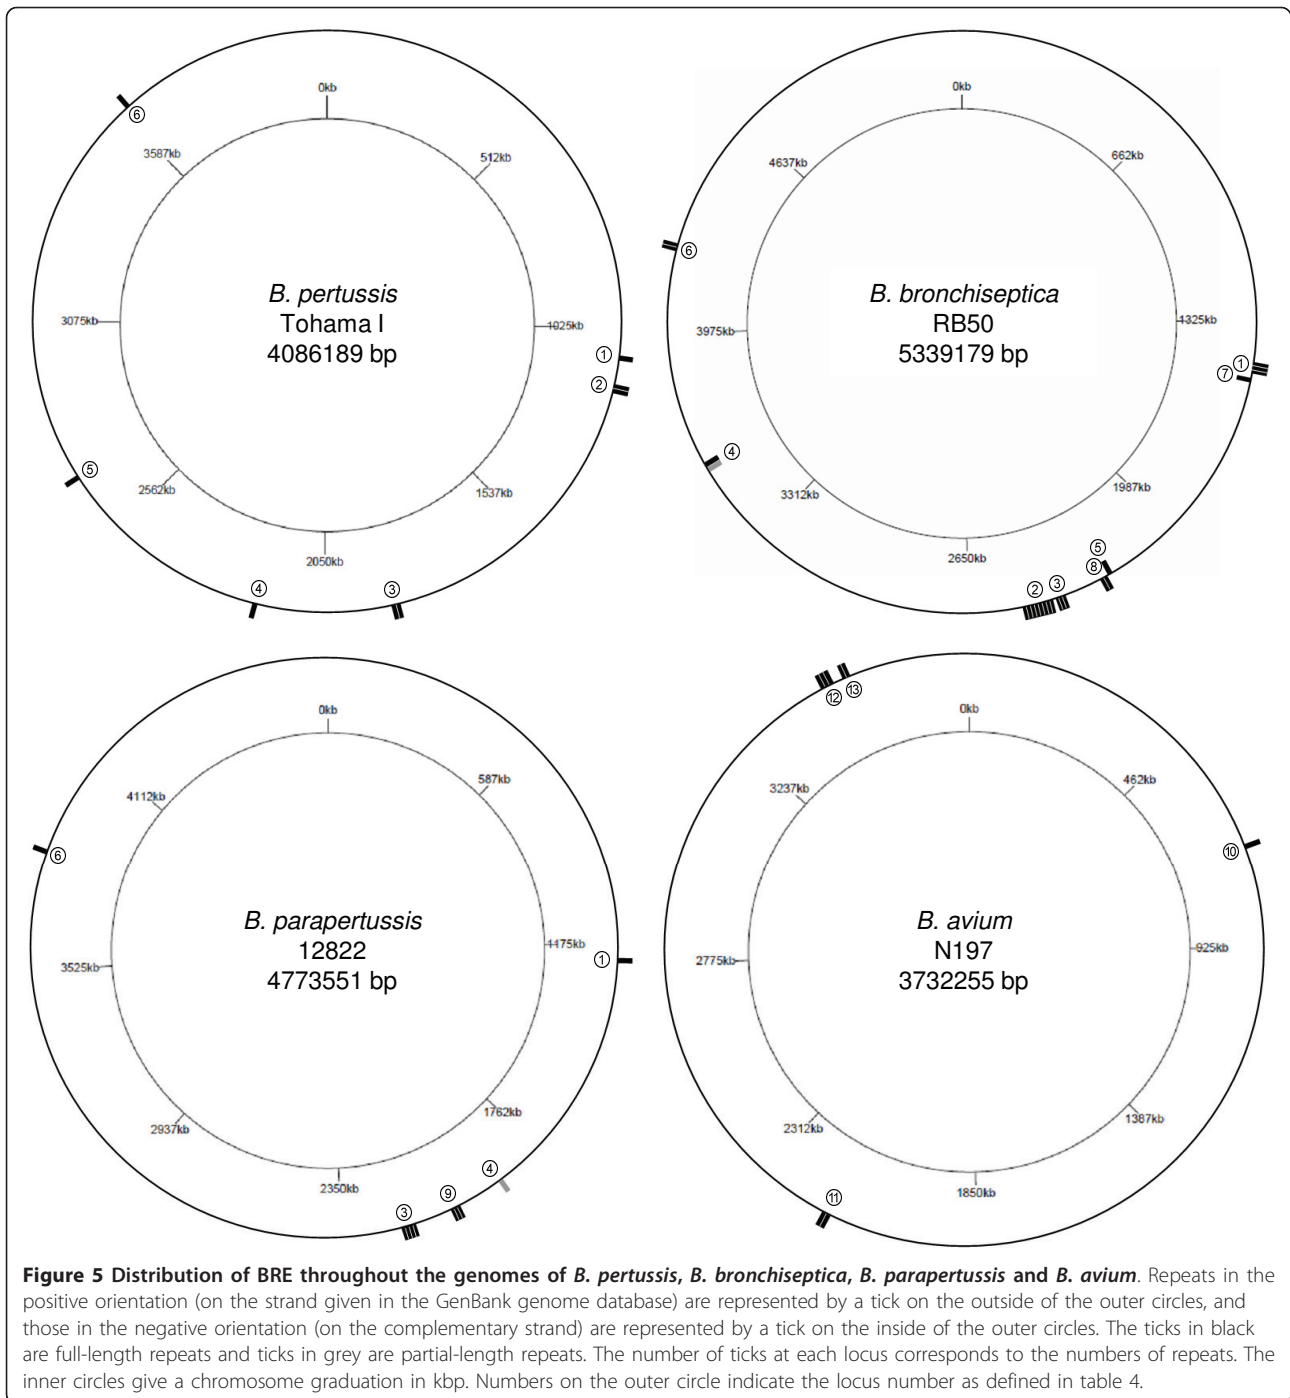 0kb
512kb
1025kb
1537kb
2050kb
2562kb
3075kb
3587kb
B. pertussis
Tohama I
4086189 bp
①
②
③
④
⑤
⑥
0kb
662kb
1325kb
1987kb
2650kb
3312kb
3975kb
4637kb
B. bronchiseptica
RB50
5339179 bp
①
⑦
⑤
⑧
③
②
④
⑥
0kb
587kb
1175kb
1762kb
2350kb
2937kb
3525kb
4112kb
B. parapertussis
12822
4773551 bp
①
④
⑨
③
⑥
0kb
462kb
925kb
1387kb
1850kb
2312kb
2775kb
3237kb
B. avium
N197
3732255 bp
⑩
⑪
⑫
⑬
Figure 5 Distribution of BRE throughout the genomes of B. pertussis, B. bronchiseptica, B. parapertussis and B. avium. Repeats in the
positive orientation (on the strand given in the GenBank genome database) are represented by a tick on the outside of the outer circles, and
those in the negative orientation (on the complementary strand) are represented by a tick on the inside of the outer circles. The ticks in black
are full-length repeats and ticks in grey are partial-length repeats. The number of ticks at each locus corresponds to the numbers of repeats. The
inner circles give a chromosome graduation in kbp. Numbers on the outer circle indicate the locus number as defined in table 4.